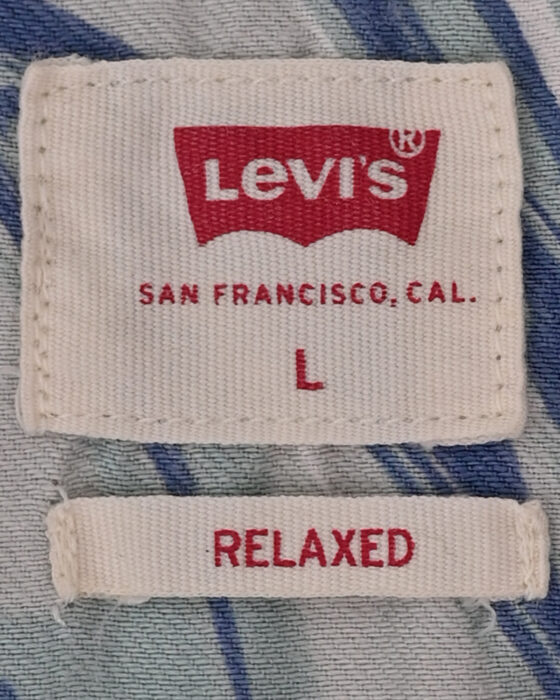 Levi's®
SAN FRANCISCO, CAL.
L
RELAXED